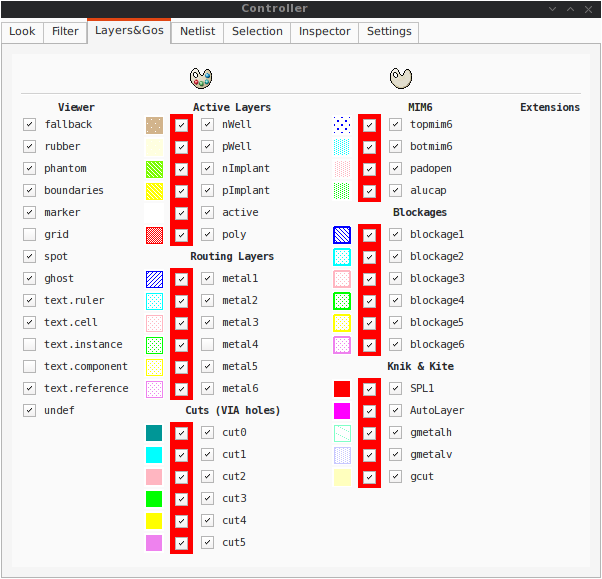 Controller
Look Filter Layers&Gos Netlist Selection Inspector Settings
Viewer Active Layers MIM6 Extensions
fallback nWell topmim6
rubber pWell botmim6
phantom nImplant padopen
boundaries pImplant alucap
marker active Blockages
grid poly blockage1
spot Routing Layers blockage2
ghost metal1 blockage3
text.ruler metal2 blockage4
text.cell metal3 blockage5
text.instance metal4 blockage6
text.component metal5 Knik & Kite
text.reference metal6 SPL1
undef Cuts (VIA holes) AutoLayer
cut0 gmetalh
cut1 gmetalv
cut2 gcut
cut3
cut4
cut5